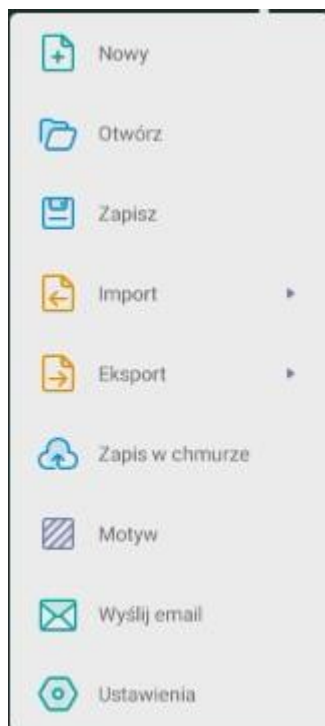 Nowy
Otwórz
Zapisz
Import
Eksport
Zapis w chmurze
Motyw
Wyślij email
Ustawienia